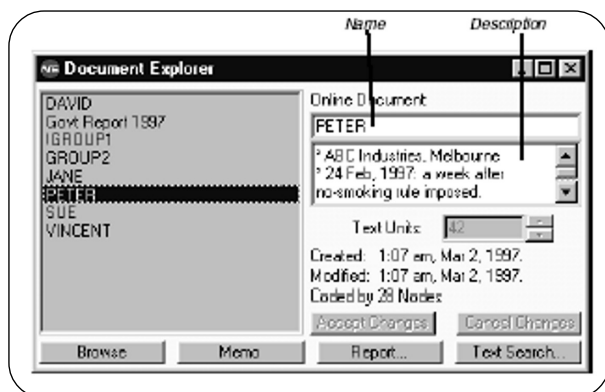 Name Description
Document Explorer
DAVID
Govt Report 1997
IGROUP1
GROUP2
JANE
PETER
SUE
VINCENT
Online Document
PETER
* ABC Industries, Melbourne
* 24 Feb, 1997: a week after
no-smoking rule imposed.
Text Units: 42
Created: 1:07 am, Mar 2, 1997.
Modified: 1:07 am, Mar 2, 1997.
Coded by 28 Nodes
Accept Changes Cancel Changes
Browse Memo Report... Text Search...